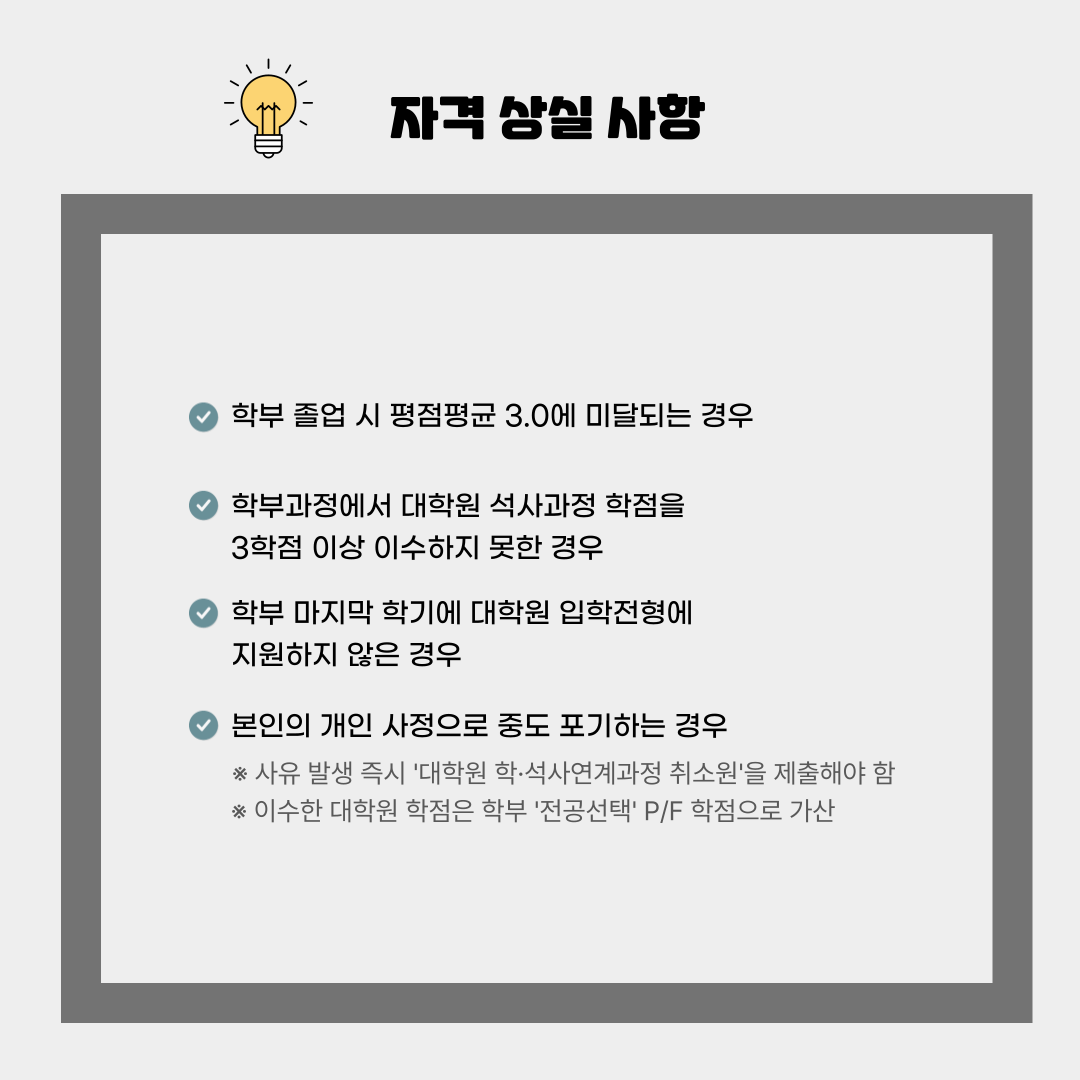 자격 상실 사항
학부 졸업 시 평점평균 3.0에 미달되는 경우
학부과정에서 대학원 석사과정 학점을
3학점 이상 이수하지 못한 경우
학부 마지막 학기에 대학원 입학전형에
지원하지 않은 경우
본인의 개인 사정으로 중도 포기하는 경우
※ 사유 발생 즉시 '대학원 학·석사연계과정 취소원'을 제출해야 함
※ 이수한 대학원 학점은 학부 '전공선택' P/F 학점으로 가산